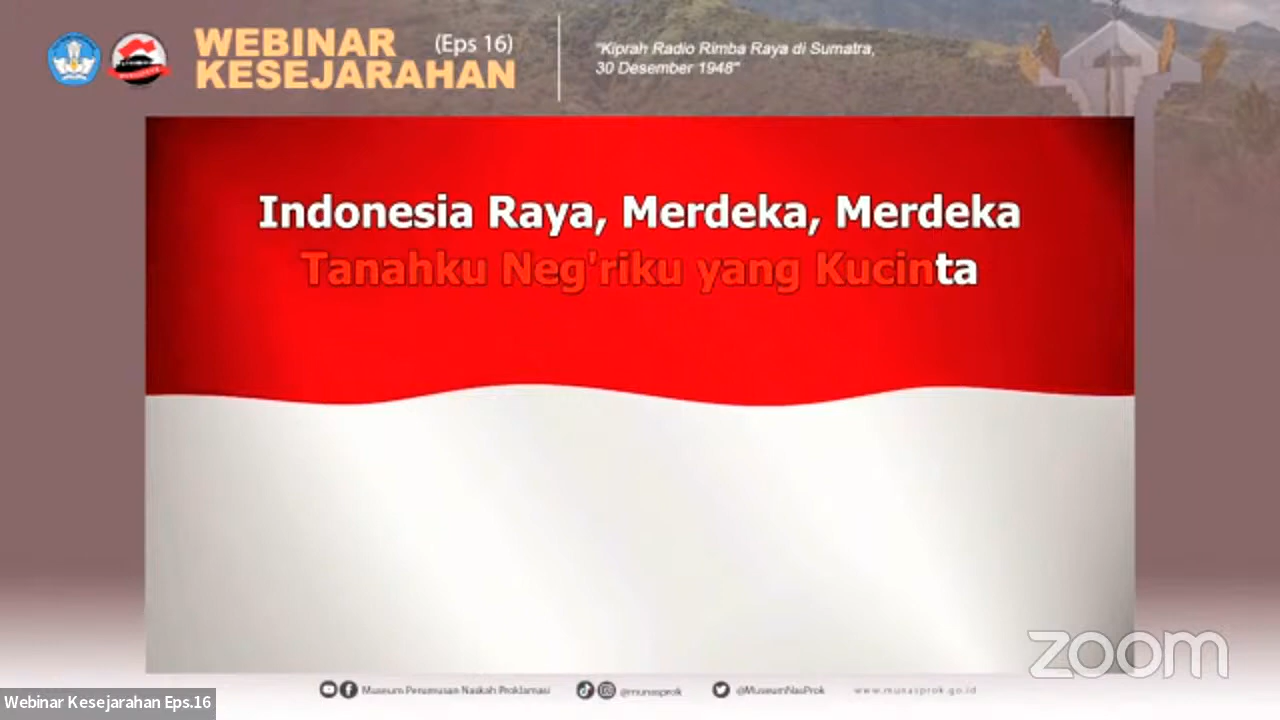 WEBINAR (Eps 16)
KESEJARAHAN
"Kiprah Radio Rimba Raya di Sumatra,
30 Desember 1948"
Indonesia Raya, Merdeka, Merdeka
Tanahku Neg'riku yang Kucinta
zoom
Museum Perumusan Naskah Proklamasi @munasprok @MuseumNasProk www.munasprok.go.id
Webinar Kesejarahan Eps.16